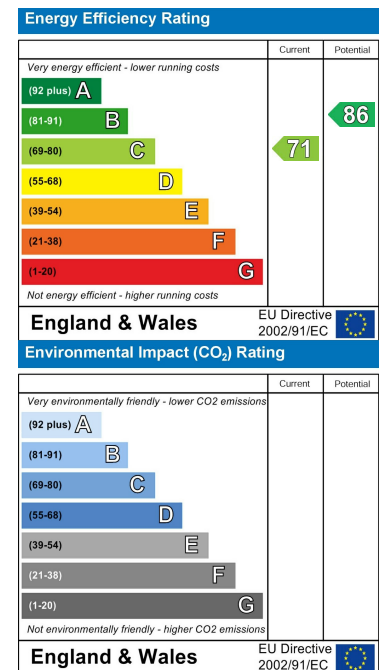 Energy Efficiency Rating
Current Potential
Very energy efficient - lower running costs
(92 plus) A
(81-91) B
86
(69-80) C
71
(55-68) D
(39-54) E
(21-38) F
(1-20) G
Not energy efficient - higher running costs
England & Wales
EU Directive
2002/91/EC
Environmental Impact (CO₂) Rating
Current Potential
Very environmentally friendly - lower CO2 emissions
(92 plus) A
(81-91) B
(69-80) C
(55-68) D
(39-54) E
(21-38) F
(1-20) G
Not environmentally friendly - higher CO2 emissions
England & Wales
EU Directive
2002/91/EC